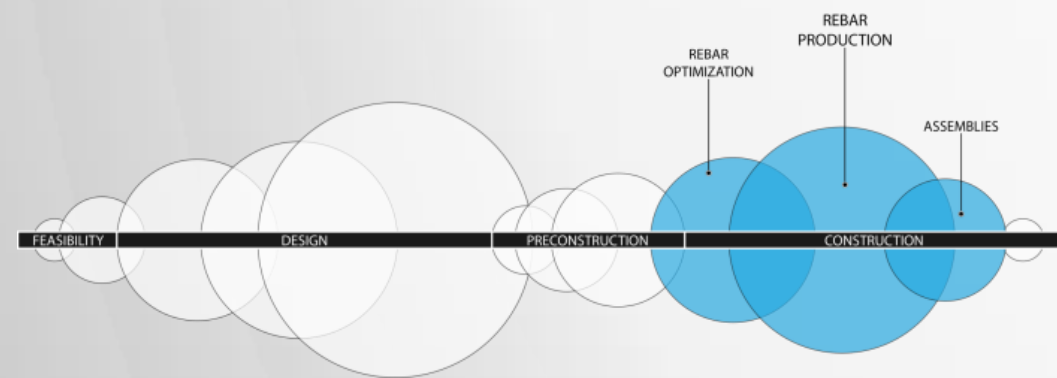 REBAR
PRODUCTION
REBAR
OPTIMIZATION
ASSEMBLIES
FEASIBILITY
DESIGN
PRECONSTRUCTION
CONSTRUCTION